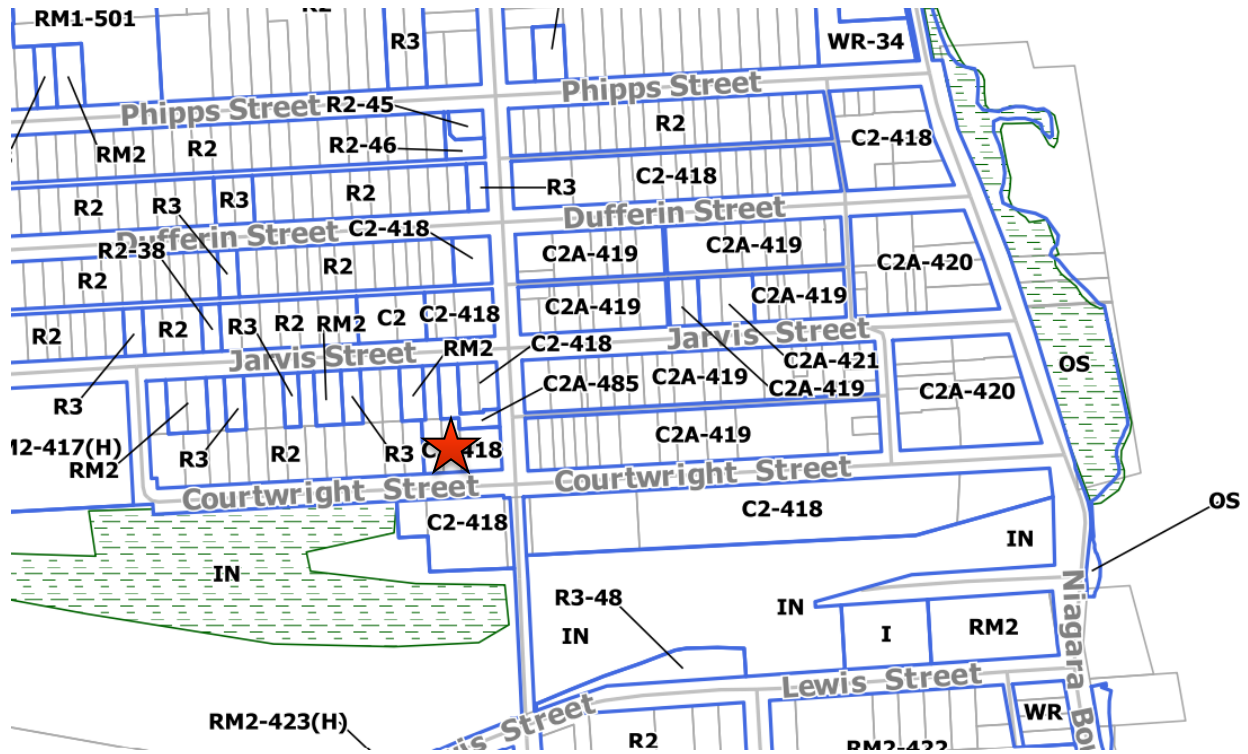 RM1-501
R3
WR-34
Phipps Street
R2-45
Phipps Street
R2
C2-418
RM2
R2
R2-46
C2-418
R3
R2
R3
R3
R2
Dufferin Street
Dufferin Street
C2-418
R2-38
C2A-419
C2A-419
C2A-420
R2
R2
C2A-419
C2A-419
R2
R2
R3
R2
RM2
C2
C2-418
Jarvis Street
Jarvis Street
RM2
C2-418
C2A-421
C2A-419
C2A-419
C2A-485
C2A-420
OS
R3
RM2
R3
R2
R3
418
C2A-419
Courtwright Street
Courtwright Street
C2-418
C2-418
OS
IN
IN
R3-48
IN
IN
I
RM2
Niagara
Lewis Street
Street
WR
RM2-423(H)
R2